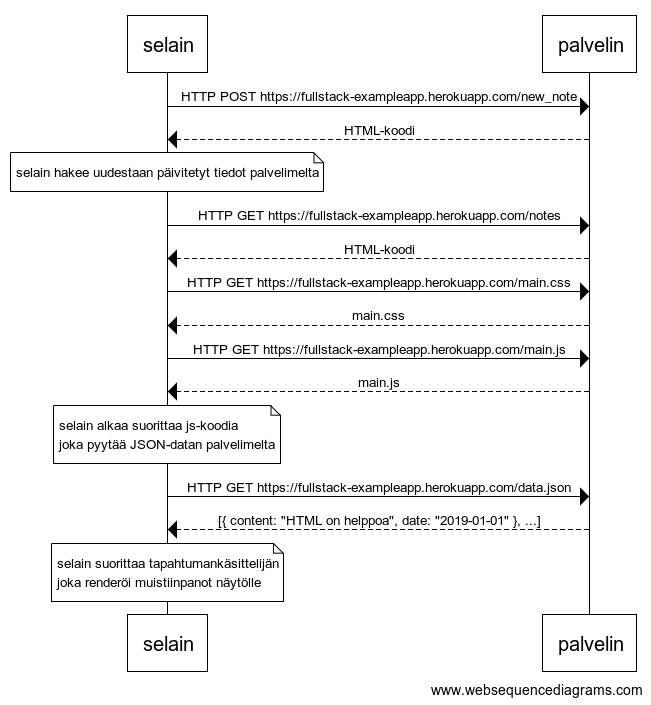 selain
palvelin
HTTP POST https://fullstack-exampleapp.herokuapp.com/new_note
HTML-koodi
selain hakee uudestaan päivitetyt tiedot palvelimelta
HTTP GET https://fullstack-exampleapp.herokuapp.com/notes
HTML-koodi
HTTP GET https://fullstack-exampleapp.herokuapp.com/main.css
main.css
HTTP GET https://fullstack-exampleapp.herokuapp.com/main.js
main.js
selain alkaa suorittaa js-koodia
joka pyytää JSON-datan palvelimelta
HTTP GET https://fullstack-exampleapp.herokuapp.com/data.json
[{ content: "HTML on helppoa", date: "2019-01-01" }, ...]
selain suorittaa tapahtumankäsittelijän
joka renderöi muistiinpanot näytölle
selain
palvelin
www.websequencediagrams.com